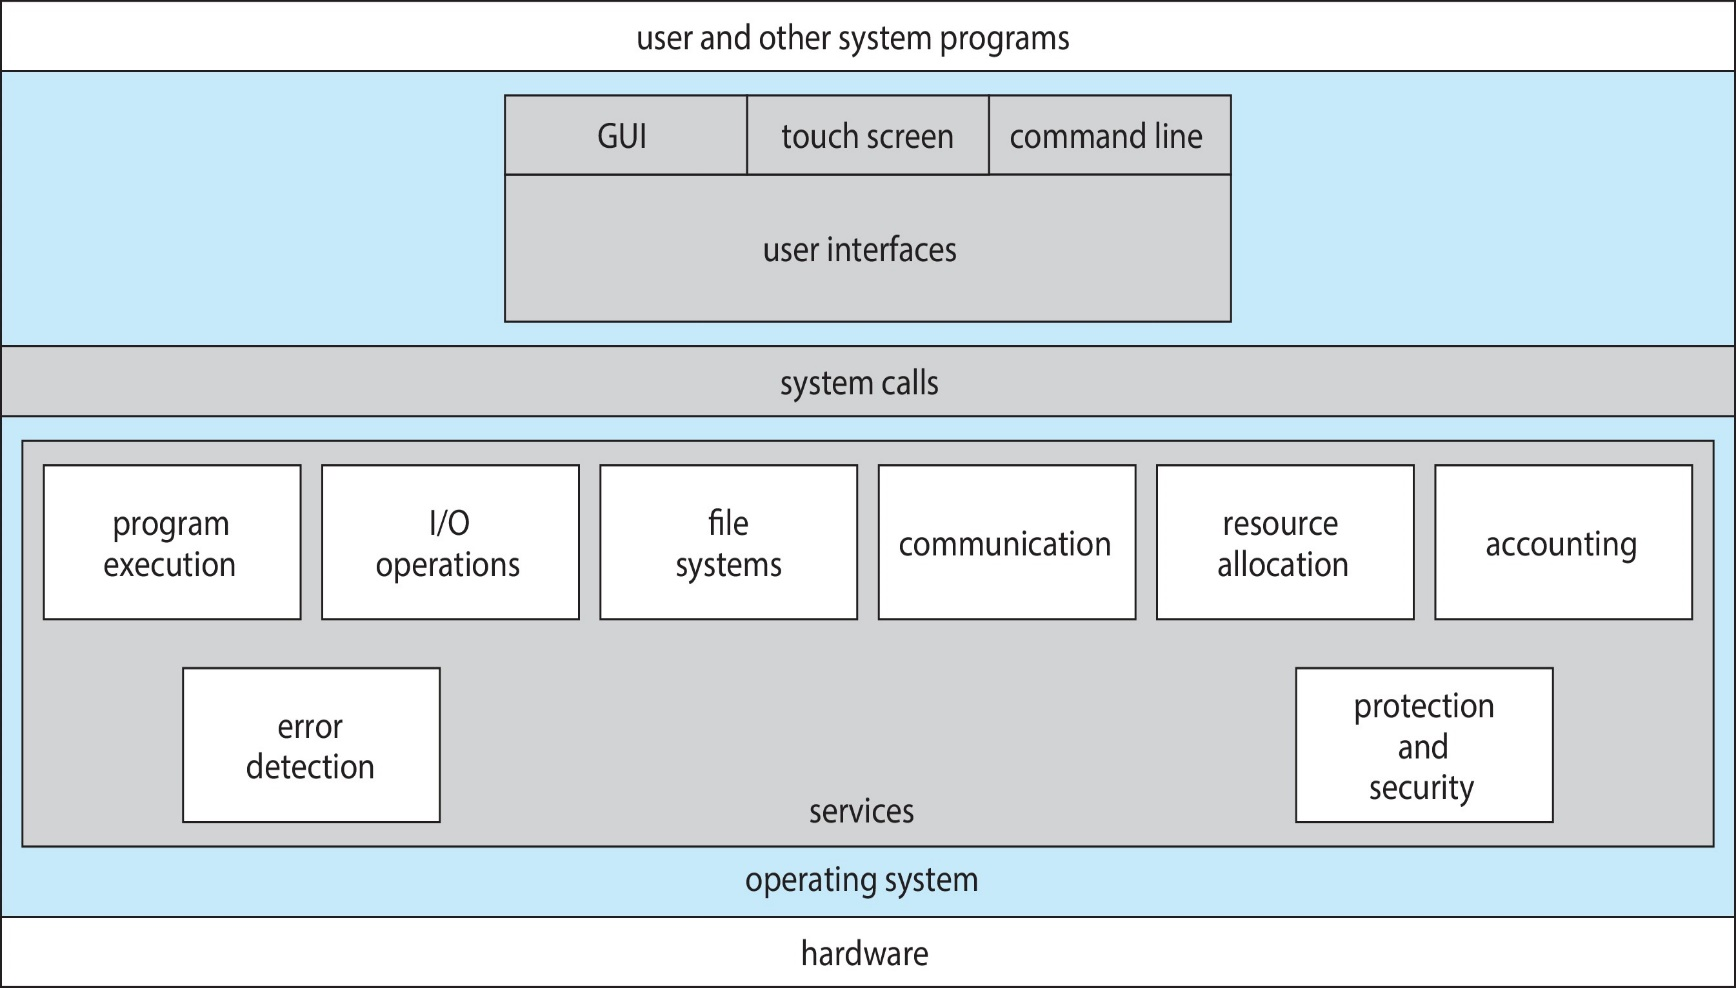 user and other system programs
GUI
touch screen
command line
user interfaces
system calls
program
execution
I/O
operations
file
systems
communication
resource
allocation
accounting
error
detection
protection
and
security
services
operating system
hardware